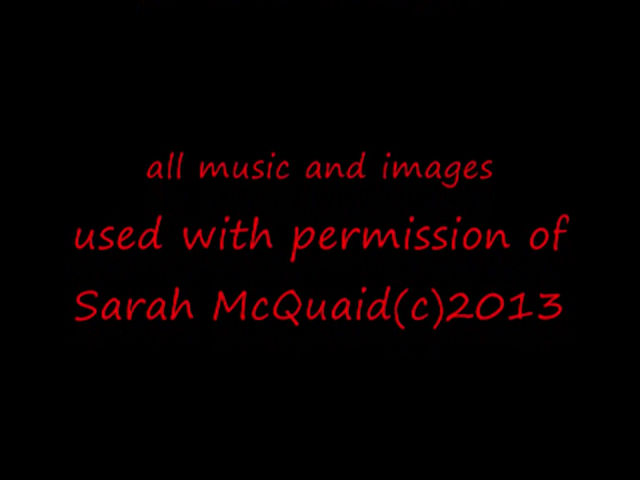 all music and images
used with permission of
Sarah McQuaid(c)2013